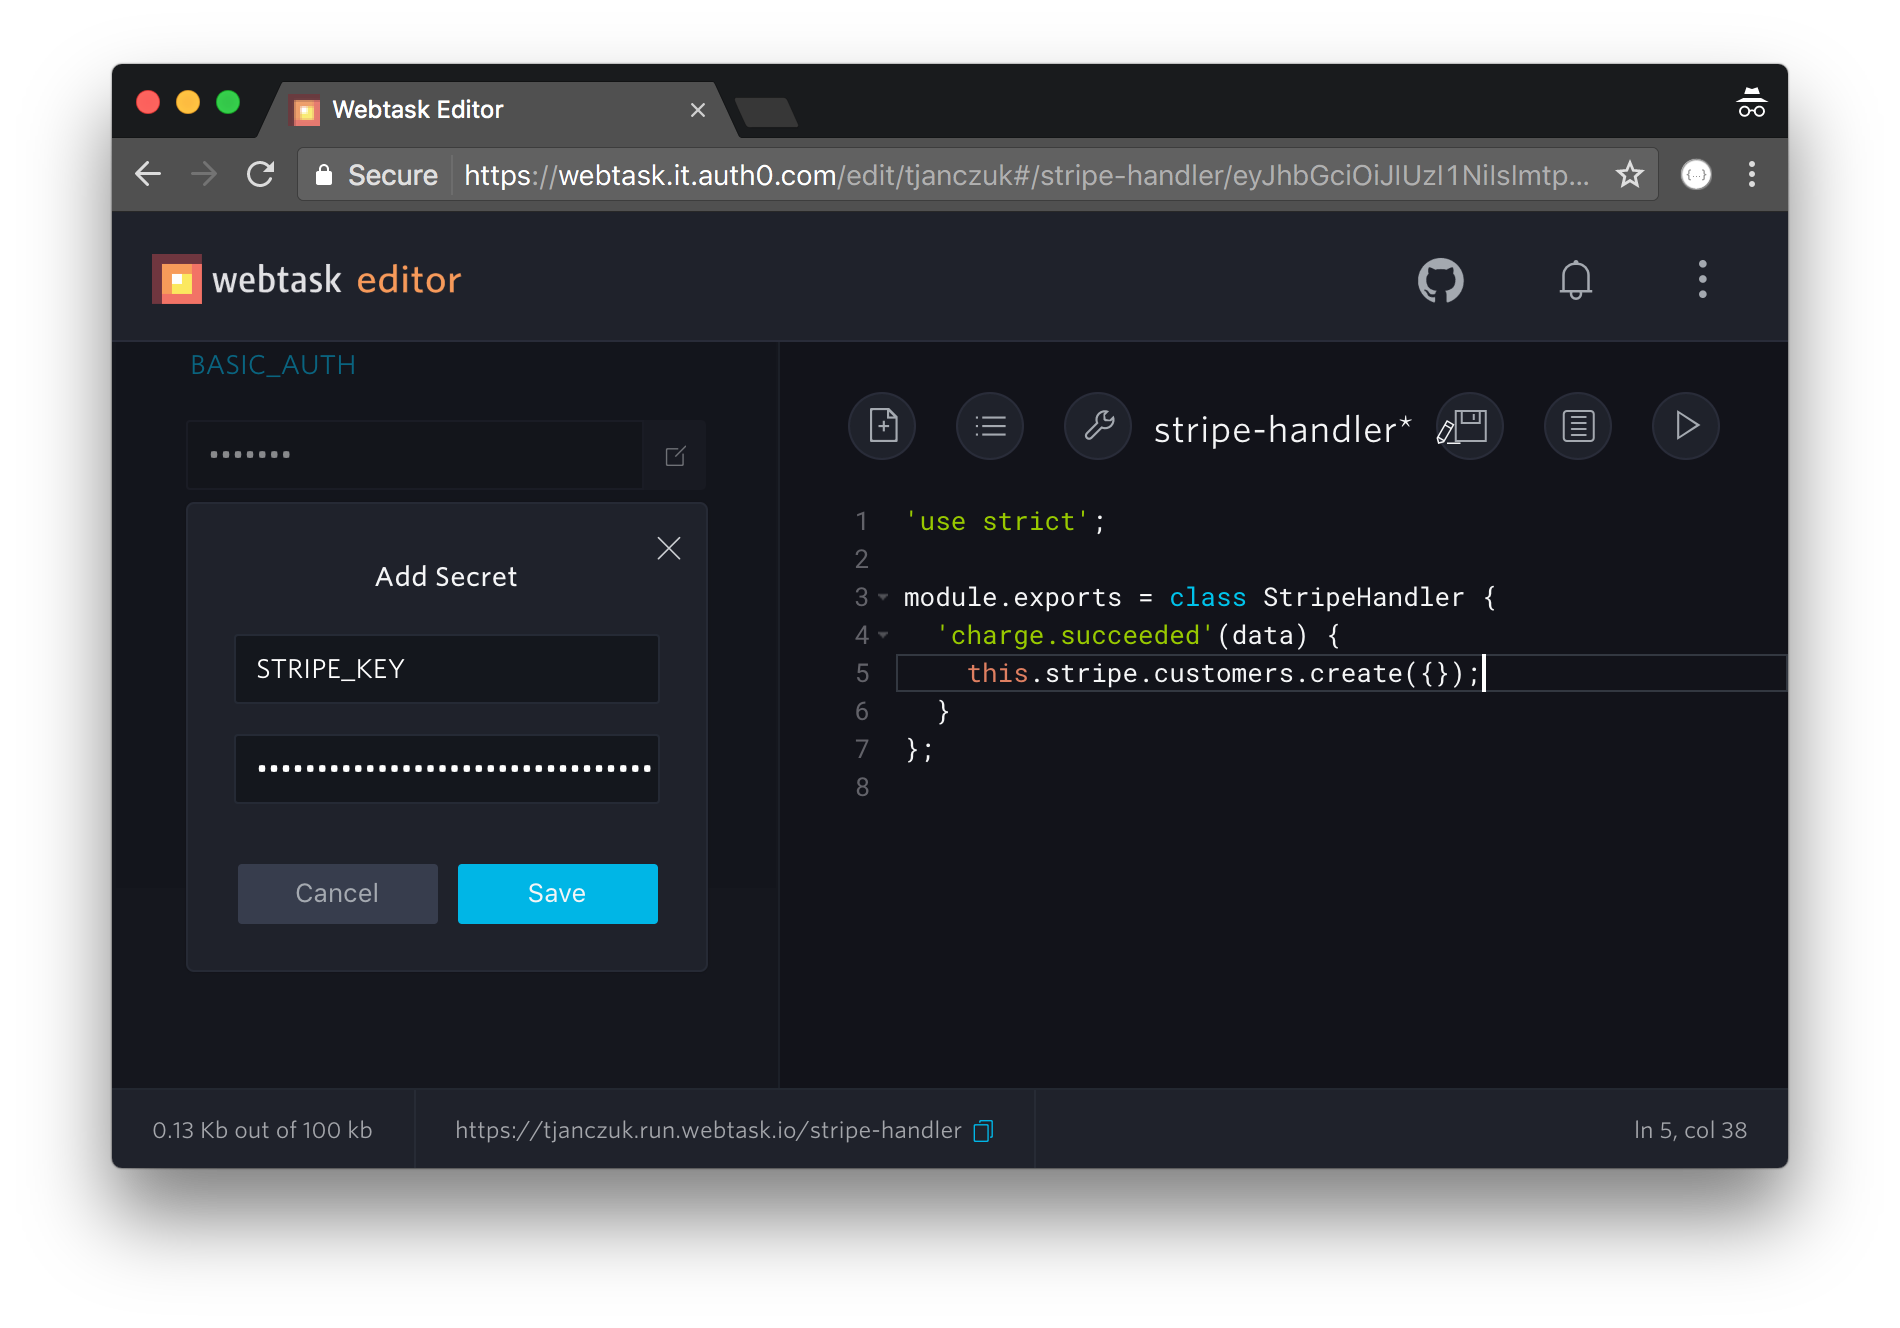 Webtask Editor
Secure https://webtask.it.auth0.com/edit/tjanczuk#/stripe-handler/eyJhbGciOiJIUzI1NiIsImtp...
webtask editor
BASIC_AUTH
•••••••
Add Secret
STRIPE_KEY
•••••••••••••••••••••••••••••••••
Cancel Save
stripe-handler*
1 'use strict';
2
3 module.exports = class StripeHandler {
4 'charge.succeeded'(data) {
5 this.stripe.customers.create({});
6 }
7 };
8
0.13 Kb out of 100 kb https://tjanczuk.run.webtask.io/stripe-handler ln 5, col 38